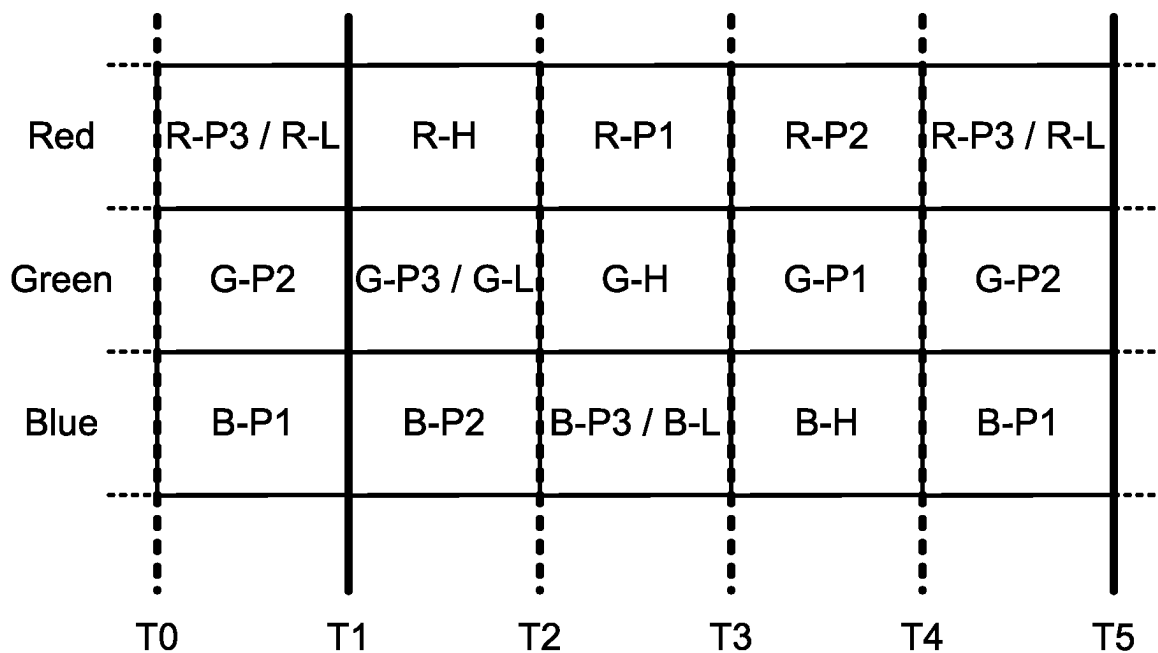 Red R-P3 / R-L R-H R-P1 R-P2 R-P3 / R-L
Green G-P2 G-P3 / G-L G-H G-P1 G-P2
Blue B-P1 B-P2 B-P3 / B-L B-H B-P1
T0 T1 T2 T3 T4 T5